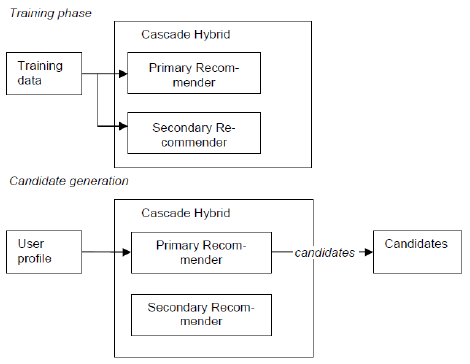 Training phase
Cascade Hybrid
Training
data
Primary Recom-
mender
Secondary Re-
commender
Candidate generation
Cascade Hybrid
User
profile
Primary Recom-
mender
candidates
Candidates
Secondary Recom-
mender